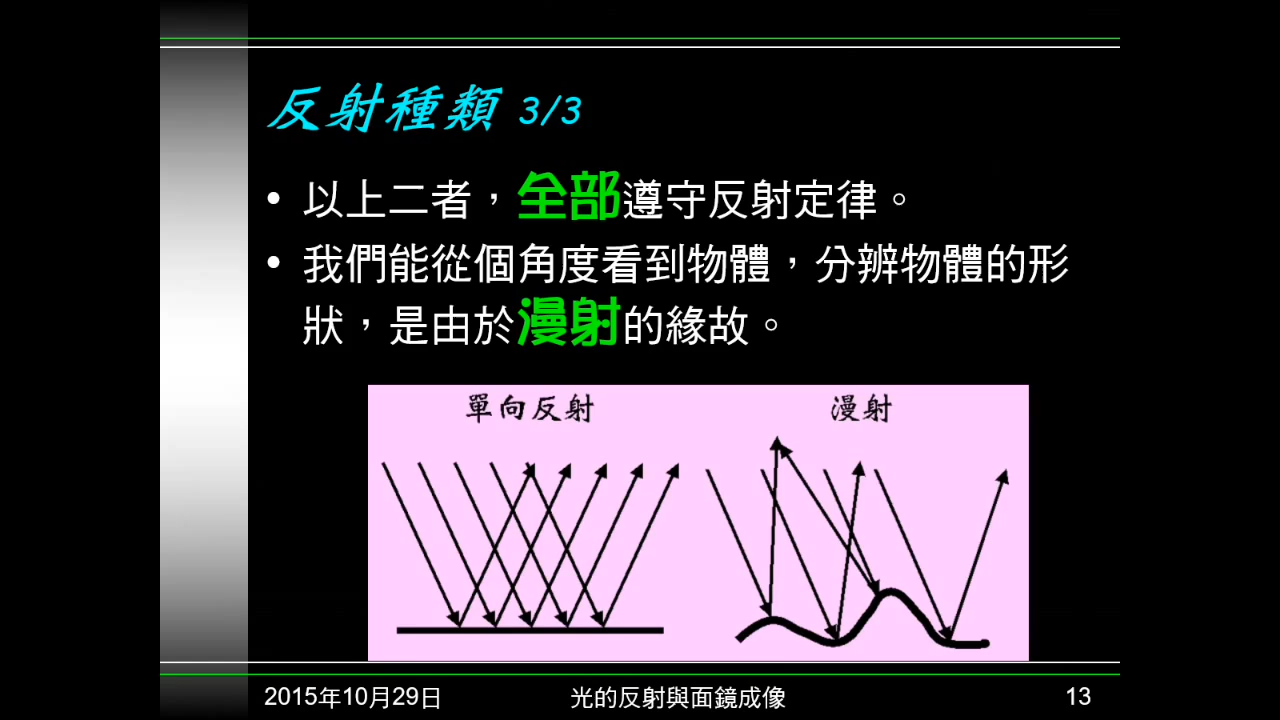 反射種類 3/3
• 以上二者，全部遵守反射定律。
• 我們能從個角度看到物體，分辨物體的形
狀，是由於漫射的緣故。
單向反射 漫射
2015年10月29日 光的反射與面鏡成像 13